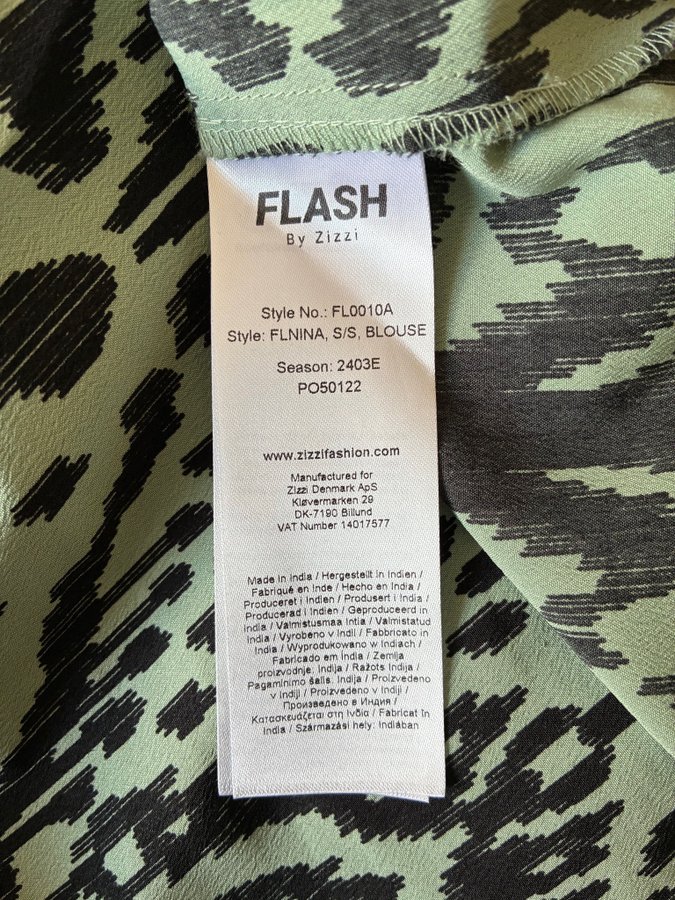 FLASH
By Zizzi
Style No.: FL0010A
Style: FLNINA, S/S, BLOUSE
Season: 2403E
PO50122
www.zizzifashion.com
Manufactured for
Zizzi Denmark ApS
Kløvermarken 29
DK-7190 Billund
VAT Number 14017577
Made in India / Hergestellt in Indien /
Fabriqué en Inde / Hecho en India /
Produceret i Indien / Produsert i India /
Producerad i Indien / Geproduceerd in
India / Valmistusmaa Intia / Valmistatud
India / Vyrobeno v Indii / Fabbricato in
India / Wyprodukowano w Indiach /
Fabricado em Índia / Zemlja
proizvodnje: Indija / Ražots Indija /
Pagaminimo šalis: Indija / Proizvedeno
v Indiji / Proizvedeno v Indiji /
Произведено в Индия /
Κατασκευάζεται στη Ινδία / Fabricat în
India / Származási hely: Indiában